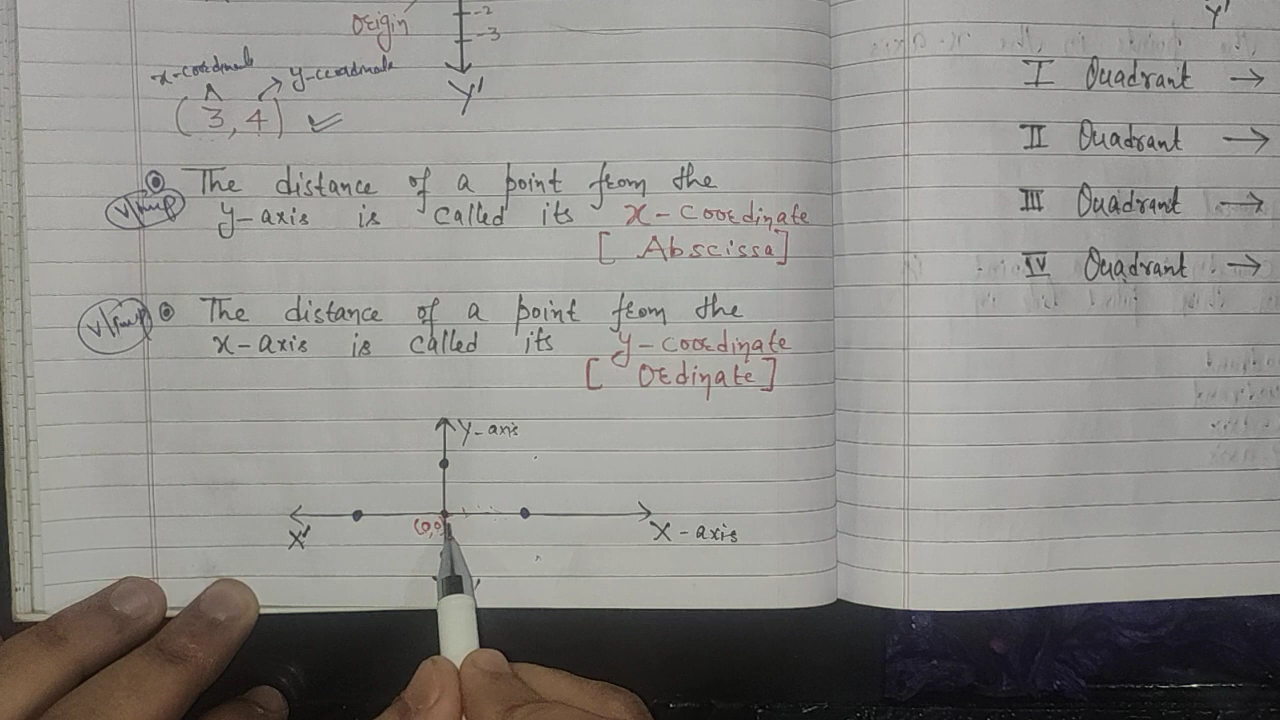 -2
Origin
-3
x-coordinate
y-coordinate
Y'
(3, 4)
The distance of a point from the
V/Imp
y-axis is called its x-coordinate
[Abscissa]
The distance of a point from the
V/Imp
x-axis is called its y-coordinate
[Ordinate]
Y-axis
(0,0)
X'
X-axis
Y'
I Quadrant →
II Quadrant →
III Quadrant →
IV Quadrant →